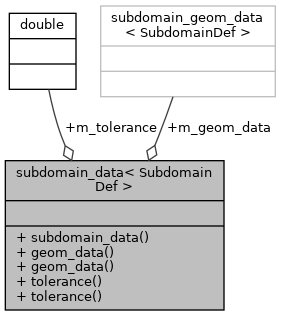 double
subdomain_geom_data
< SubdomainDef >
+m_tolerance
+m_geom_data
subdomain_data< Subdomain
Def >
+ subdomain_data()
+ geom_data()
+ geom_data()
+ tolerance()
+ tolerance()